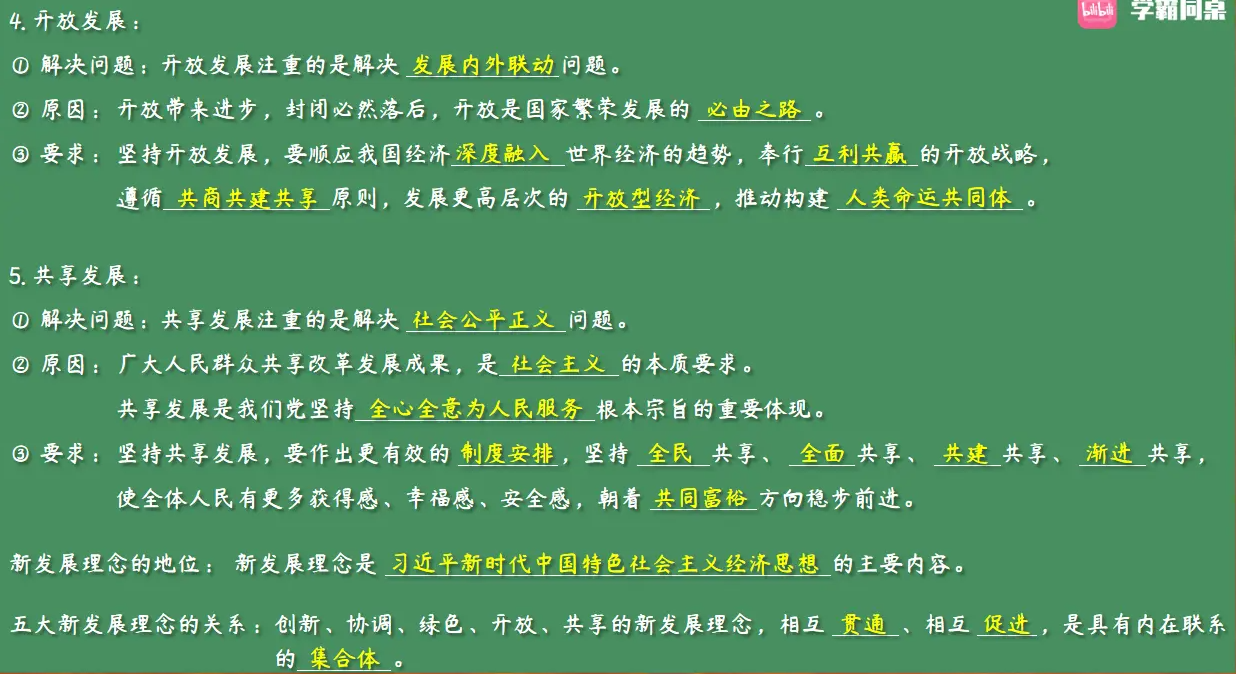 bilibili 学霸同桌
4. 开放发展：
① 解决问题：开放发展注重的是解决 发展内外联动 问题。
② 原因：开放带来进步，封闭必然落后，开放是国家繁荣发展的 必由之路 。
③ 要求：坚持开放发展，要顺应我国经济 深度融入 世界经济的趋势，奉行 互利共赢 的开放战略，
遵循 共商共建共享 原则，发展更高层次的 开放型经济 ，推动构建 人类命运共同体 。
5. 共享发展：
① 解决问题：共享发展注重的是解决 社会公平正义 问题。
② 原因：广大人民群众共享改革发展成果，是 社会主义 的本质要求。
共享发展是我们党坚持 全心全意为人民服务 根本宗旨的重要体现。
③ 要求：坚持共享发展，要作出更有效的 制度安排 ，坚持 全民 共享、 全面 共享、 共建 共享、 渐进 共享，
使全体人民有更多获得感、幸福感、安全感，朝着 共同富裕 方向稳步前进。
新发展理念的地位： 新发展理念是 习近平新时代中国特色社会主义经济思想 的主要内容。
五大新发展理念的关系：创新、协调、绿色、开放、共享的新发展理念，相互 贯通 、相互 促进 ，是具有内在联系
的 集合体 。